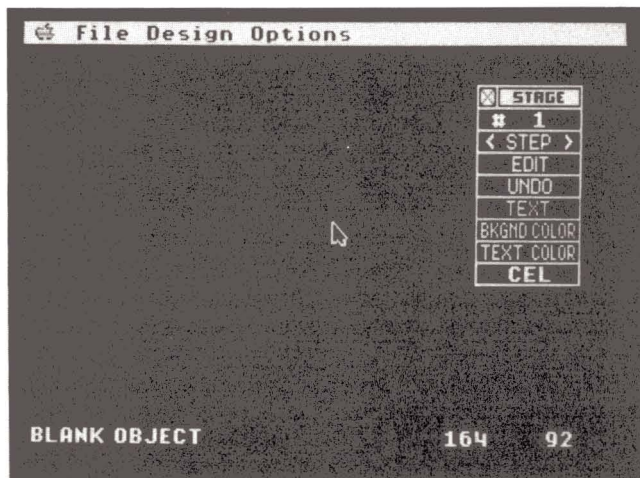 File Design Options
STAGE
# 1
< STEP >
EDIT
UNDO
TEXT
BKGND COLOR
TEXT COLOR
CEL
BLANK OBJECT 164 92